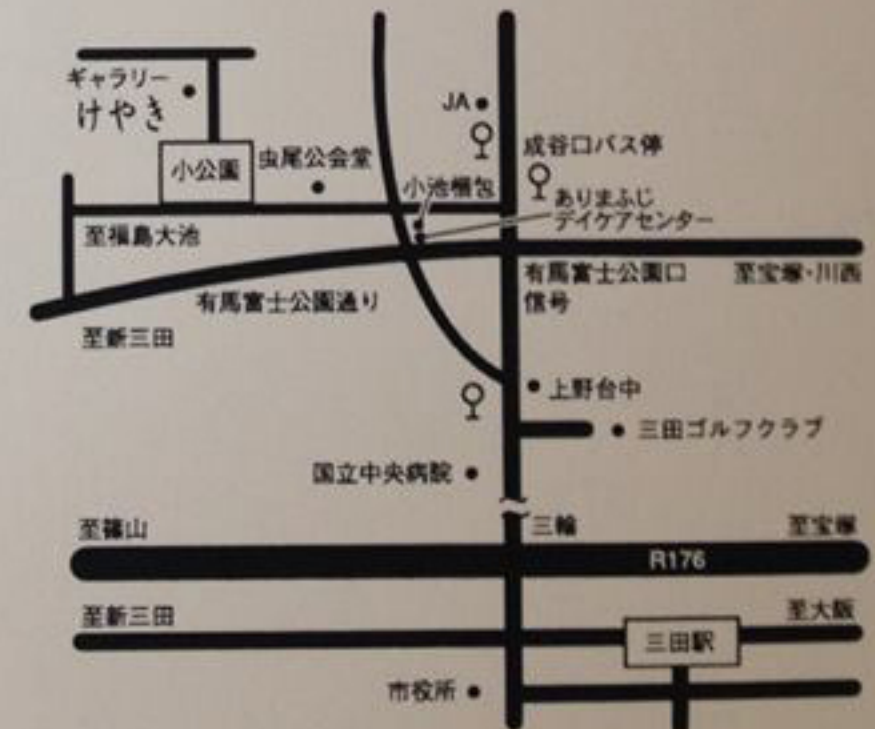 ギャラリー
けやき
JA
成谷口バス停
小公園
虫尾公会堂
小池梱包
ありまふじ
デイケアセンター
至福島大池
有馬富士公園通り
有馬富士公園口
信号
至宝塚・川西
至新三田
上野台中
三田ゴルフクラブ
国立中央病院
至篠山
三輪
至宝塚
R176
至新三田
至大阪
三田駅
市役所